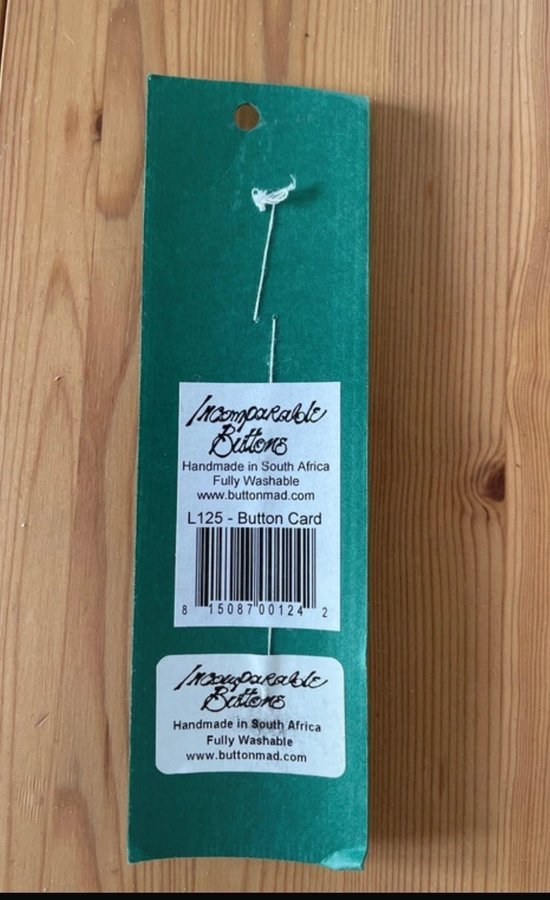 Incomparable
Buttons
Handmade in South Africa
Fully Washable
www.buttonmad.com
L125 - Button Card
8 15087 00124 2
Incomparable
Buttons
Handmade in South Africa
Fully Washable
www.buttonmad.com